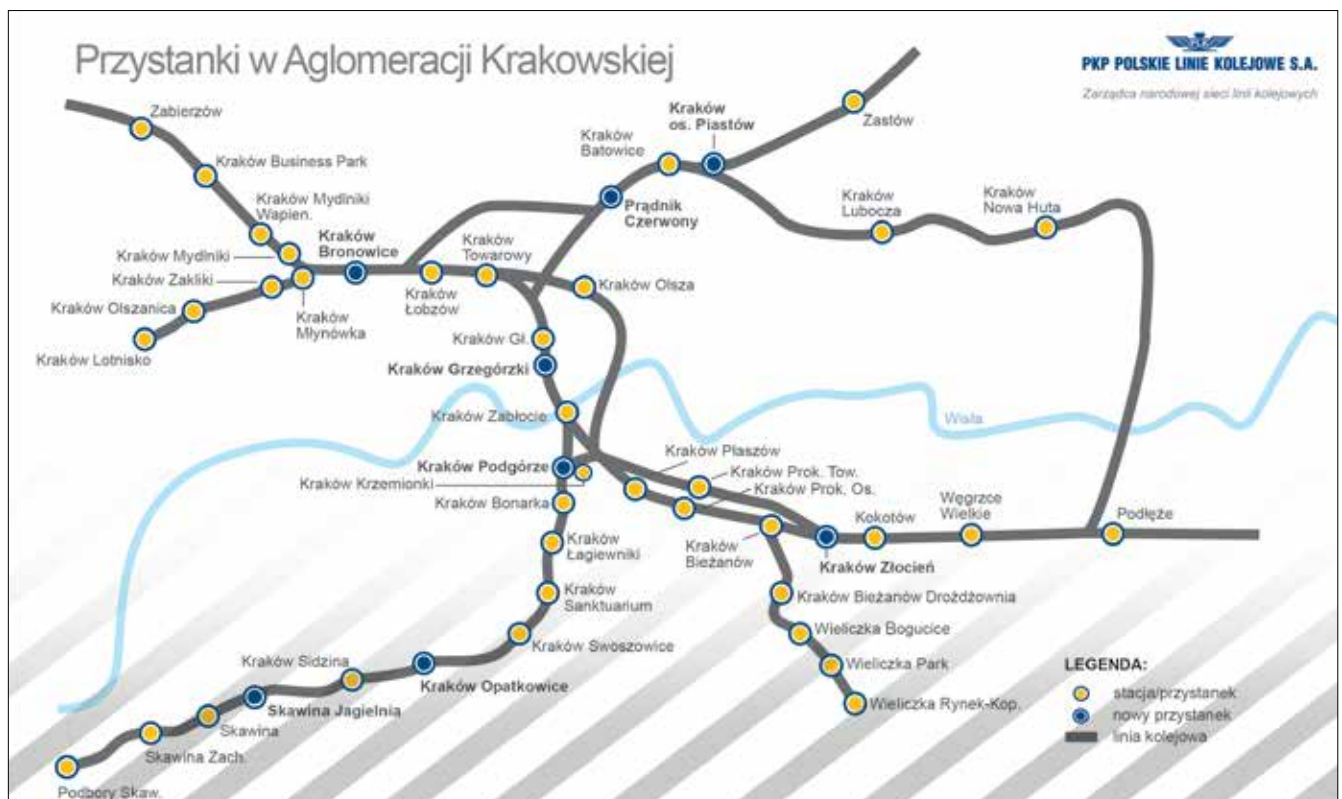 Przystanki w Aglomeracji Krakowskiej
PKP POLSKIE LINIE KOLEJOWE S.A.
Zarządca narodowej sieci linii kolejowych
Zabierzów
Kraków Business Park
Kraków Mydlniki
Wapien.
Kraków Mydlniki
Kraków Zakliki
Kraków Olszanica
Kraków Lotnisko
Kraków
Młynówka
Kraków
Bronowice
Kraków
Łobzów
Kraków
Towarowy
Kraków Olsza
Kraków
Batowice
Kraków
os. Piastów
Zastów
Prądnik
Czerwony
Kraków
Lubocza
Kraków
Nowa Huta
Kraków Gł.
Kraków Grzegórzki
Kraków Zabłocie
Wisła
Kraków Podgórze
Kraków Krzemionki
Kraków Bonarka
Kraków
Łagiewniki
Kraków
Sanktuarium
Kraków Swoszowice
Kraków Opatkowice
Kraków Sidzina
Skawina Jagielnia
Skawina
Skawina Zach.
Podbory Skaw.
Kraków Płaszów
Kraków Prok. Tow.
Kraków Prok. Os.
Kraków
Bieżanów
Kraków Złocień
Kokotów
Węgrzce
Wielkie
Podłęże
Kraków Bieżanów Drożdżownia
Wieliczka Bogucice
Wieliczka Park
Wieliczka Rynek-Kop.
LEGENDA:
stacja/przystanek
nowy przystanek
linia kolejowa